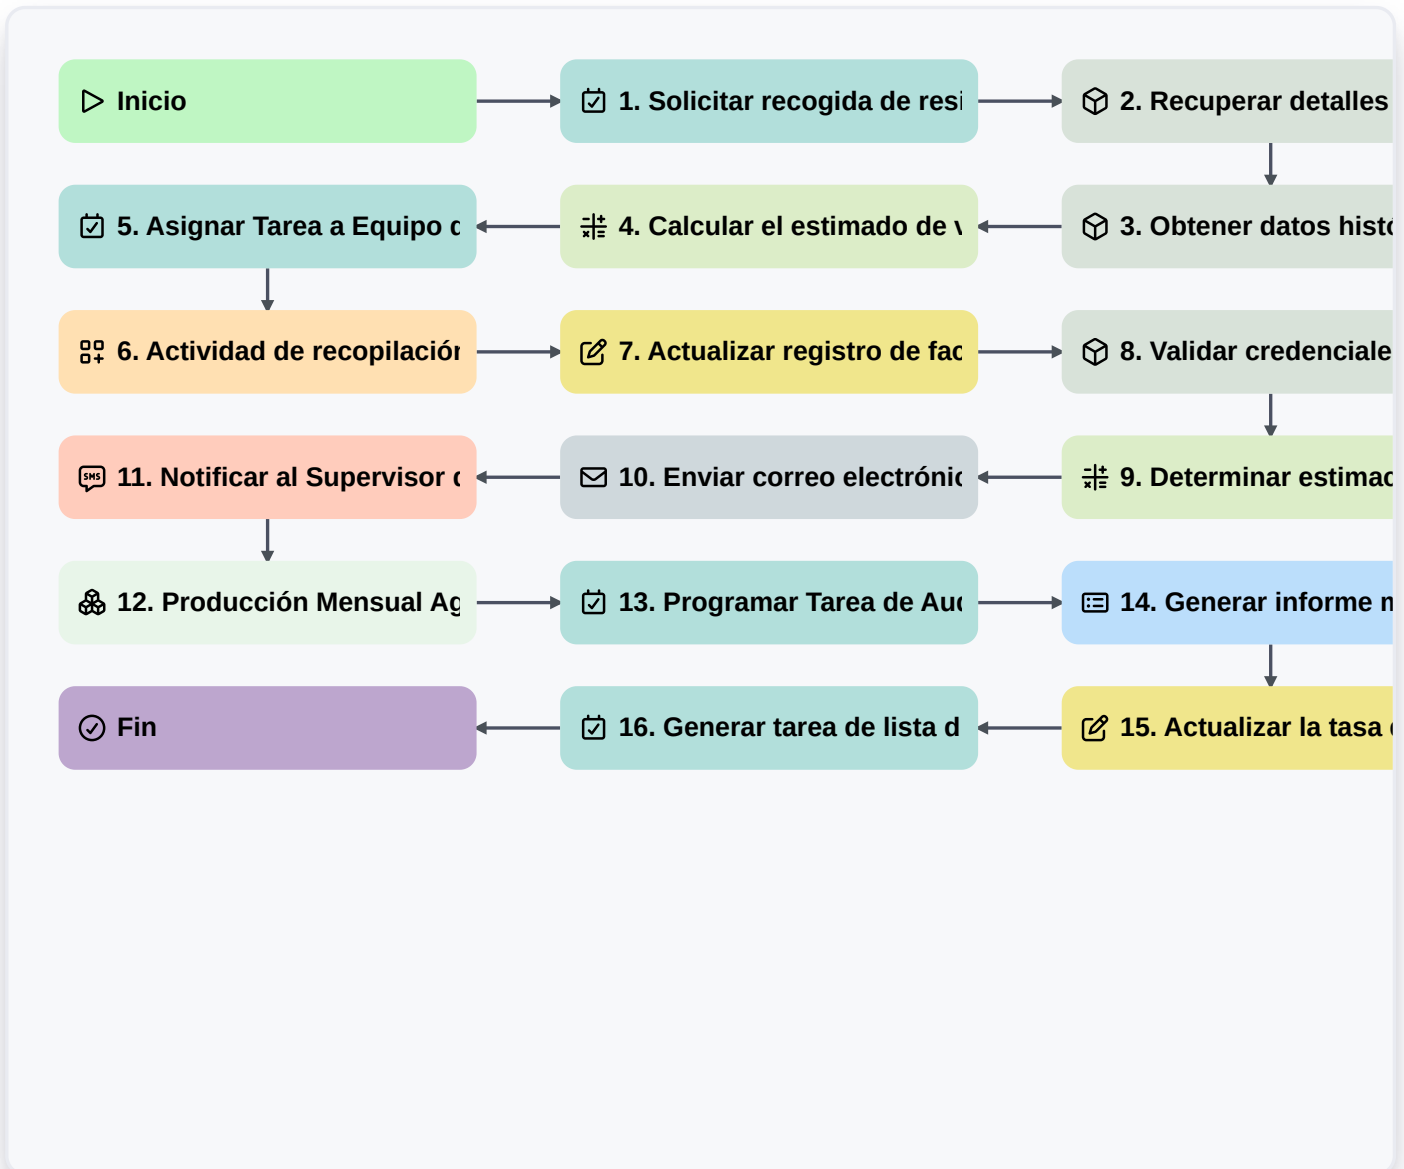 Inicio
1. Solicitar recogida de resi
2. Recuperar detalles
5. Asignar Tarea a Equipo
4. Calcular el estimado de
3. Obtener datos histó
6. Actividad de recopilación
7. Actualizar registro de fac
8. Validar credenciale
11. Notificar al Supervisor
SMS
10. Enviar correo electrónic
9. Determinar estimac
12. Producción Mensual Ag
13. Programar Tarea de Aud
14. Generar informe m
Fin
16. Generar tarea de lista d
15. Actualizar la tasa